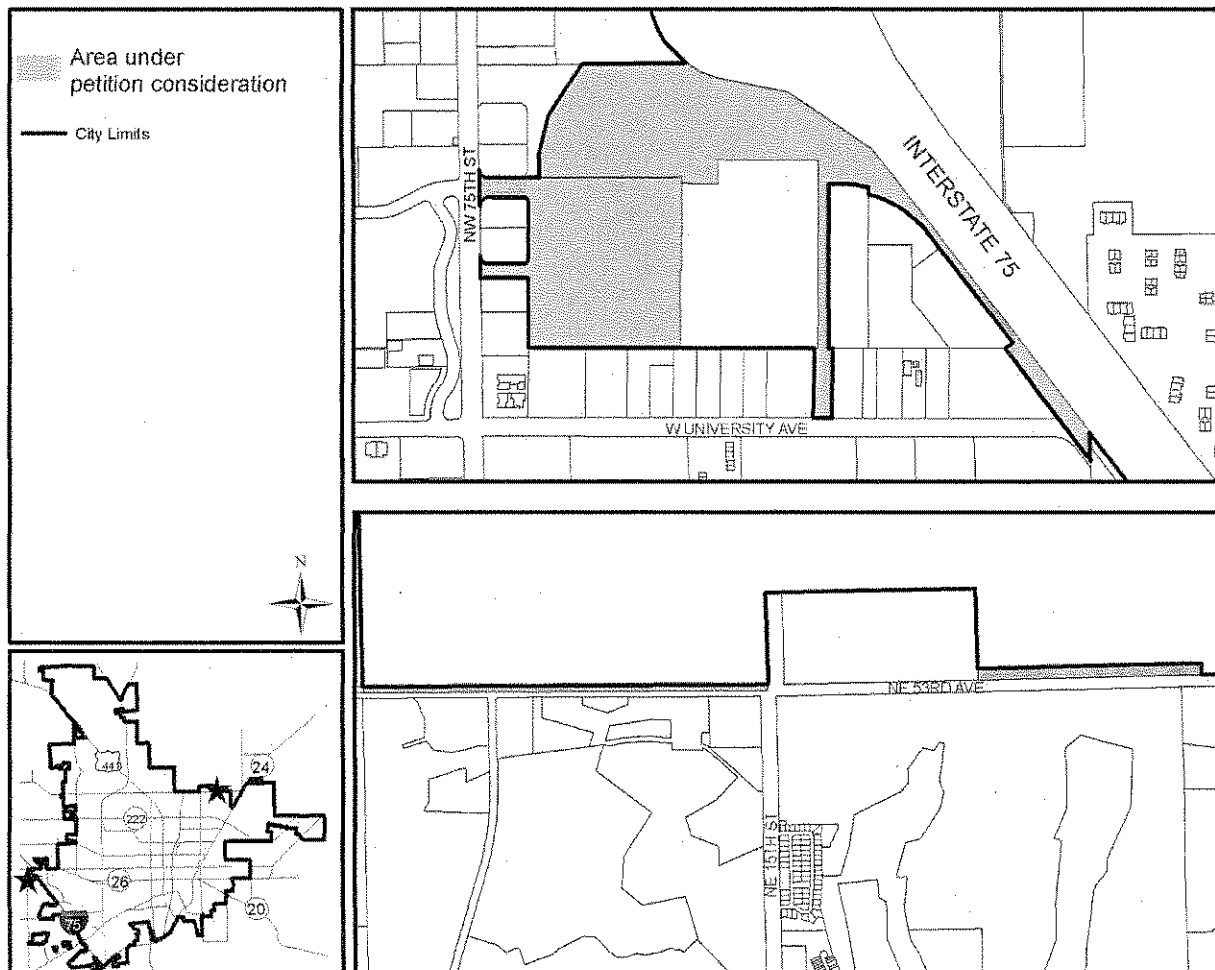 Area under
petition consideration
City Limits
N
NW 75TH ST
INTERSTATE 75
W UNIVERSITY AVE
NE 53RD AVE
NE 15TH ST
441
24
222
26
20
75